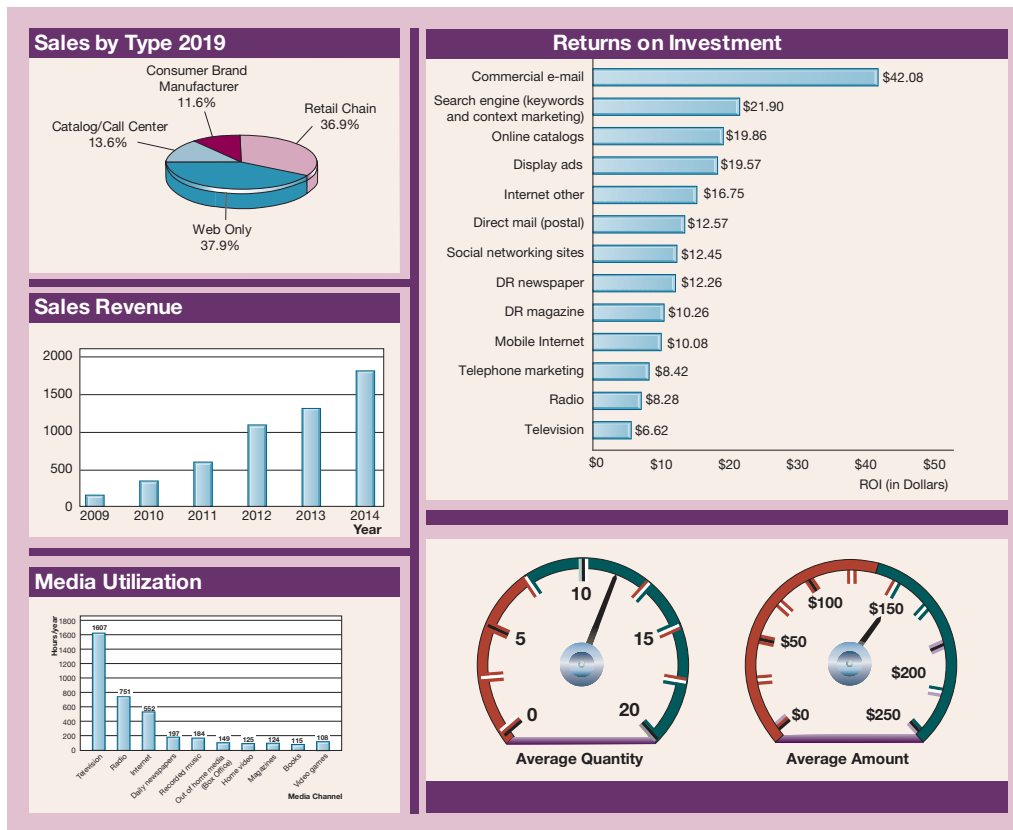 Sales by Type 2019
Consumer Brand
Manufacturer
11.6%
Retail Chain
36.9%
Catalog/Call Center
13.6%
Web Only
37.9%
Sales Revenue
2000
1500
1000
500
0
2009 2010 2011 2012 2013 2014
Year
Media Utilization
Hours/year
1800
1600
1400
1200
1000
800
600
400
200
0
1607
751
552
197
184
149
125
124
115
108
Television
Radio
Internet
Daily newspapers
Recorded music
Out of home media
(Box Office)
Home video
Magazines
Books
Video games
Media Channel
Returns on Investment
Commercial e-mail $42.08
Search engine (keywords
and context marketing) $21.90
Online catalogs $19.86
Display ads $19.57
Internet other $16.75
Direct mail (postal) $12.57
Social networking sites $12.45
DR newspaper $12.26
DR magazine $10.26
Mobile Internet $10.08
Telephone marketing $8.42
Radio $8.28
Television $6.62
$0 $10 $20 $30 $40 $50
ROI (in Dollars)
0
5
10
15
20
Average Quantity
$0
$50
$100
$150
$200
$250
Average Amount